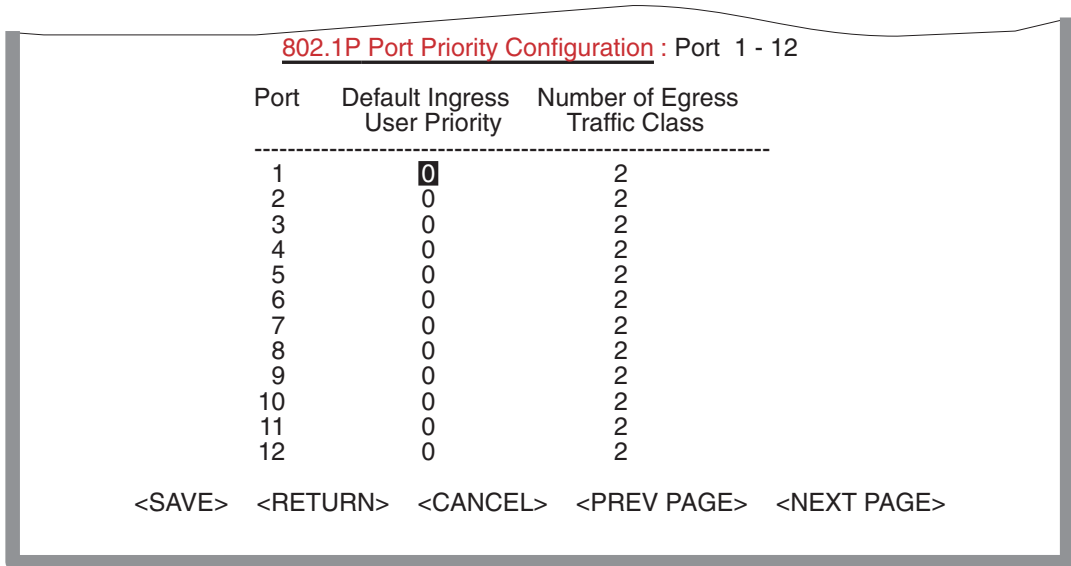 802.1P Port Priority Configuration : Port 1 - 12
Port Default Ingress User Priority Number of Egress Traffic Class
---------------------------------------------------------------
1 0 2
2 0 2
3 0 2
4 0 2
5 0 2
6 0 2
7 0 2
8 0 2
9 0 2
10 0 2
11 0 2
12 0 2
<SAVE> <RETURN> <CANCEL> <PREV PAGE> <NEXT PAGE>